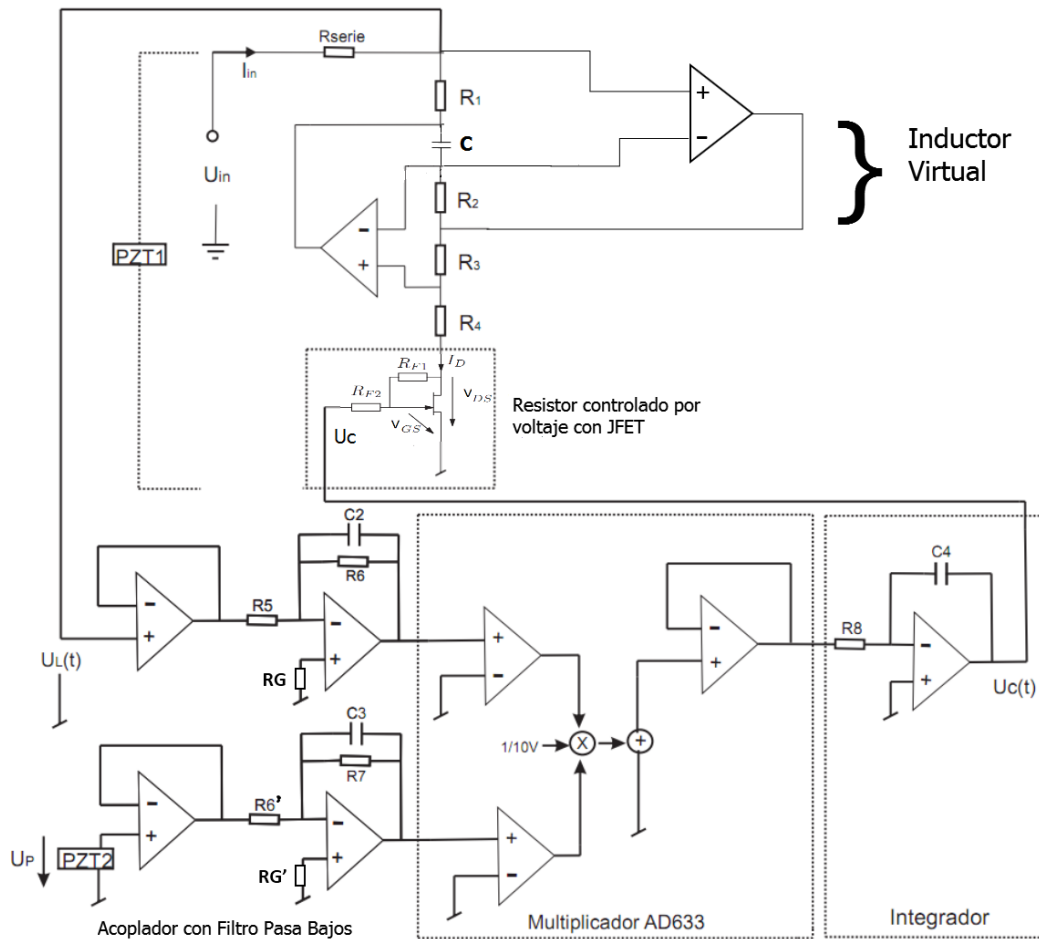 Rserie
Iin
R1
+
-
Inductor
Virtual
C
Uin
R2
-
+
PZT1
R3
R4
RF1
ID
RF2
vDS
vGS
Uc
Resistor controlado por
voltaje con JFET
C2
R6
C4
-
+
R5
-
+
+
-
-
+
R8
-
+
UL(t)
RG
Uc(t)
C3
R7
1/10V
X
+
-
+
R6’
-
+
+
-
UP
PZT2
RG’
Acoplador con Filtro Pasa Bajos
Multiplicador AD633
Integrador